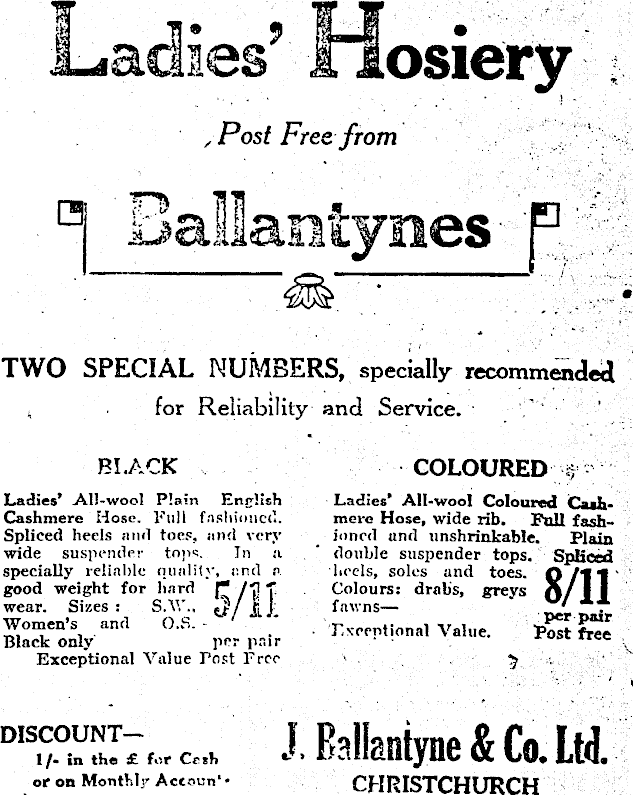 Ladies' Hosiery
Post Free from
Ballantynes
TWO SPECIAL NUMBERS, specially recommended
for Reliability and Service.
BLACK
Ladies' All-wool Plain English
Cashmere Hose. Full fashioned.
Spliced heels and toes, and very
wide suspender tops. In a
specially reliable quality, and a
good weight for hard
wear. Sizes : S.W., 5/11
Women's and O.S.
Black only per pair
Exceptional Value Post Free
COLOURED
Ladies' All-wool Coloured Cash-
mere Hose, wide rib. Full fash-
ioned and unshrinkable. Plain
double suspender tops. Spliced
heels, soles and toes.
Colours: drabs, greys 8/11
fawns—
per pair
Exceptional Value. Post free
DISCOUNT—
1/- in the £ for Cash
or on Monthly Account.
J. Ballantyne & Co. Ltd.
CHRISTCHURCH